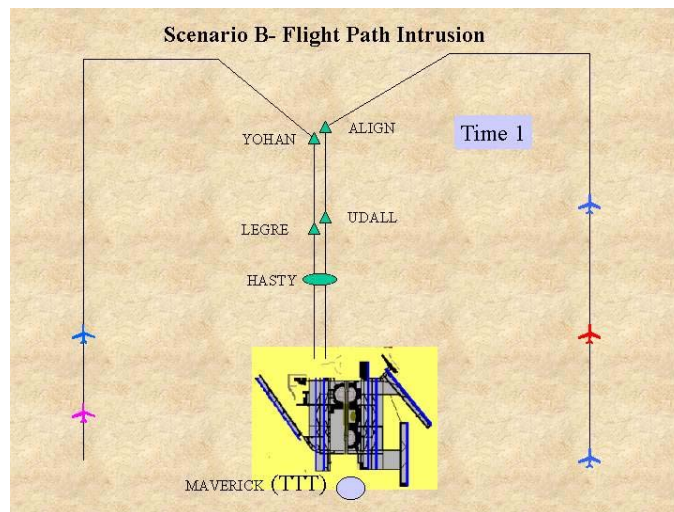 Scenario B- Flight Path Intrusion
ALIGN
YOHAN
Time 1
UDALL
LEGRE
HASTY
MAVERICK (TTT)